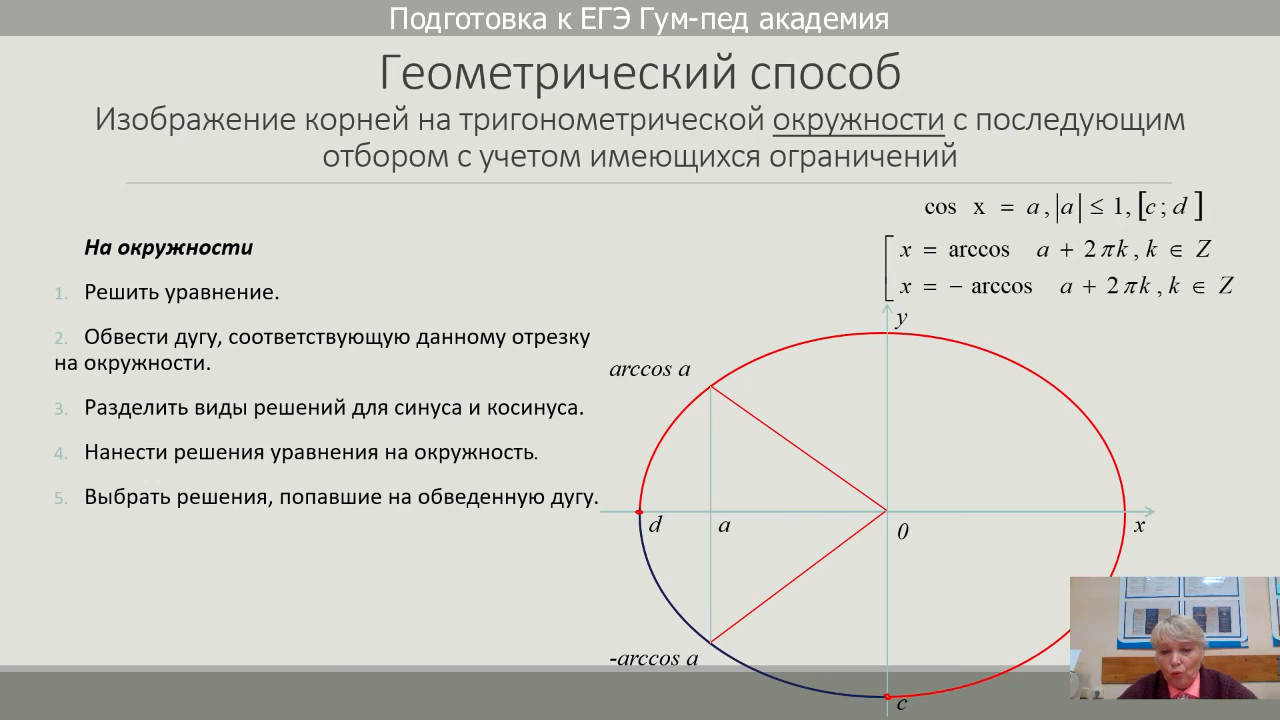 Подготовка к ЕГЭ Гум-пед академия
Геометрический способ
Изображение корней на тригонометрической окружности с последующим
отбором с учетом имеющихся ограничений
cos x = a, |a| ≤ 1, [c; d]
На окружности
x = arccos a + 2πk, k ∈ Z
x = − arccos a + 2πk, k ∈ Z
1. Решить уравнение.
2. Обвести дугу, соответствующую данному отрезку
на окружности.
3. Разделить виды решений для синуса и косинуса.
4. Нанести решения уравнения на окружность.
5. Выбрать решения, попавшие на обведенную дугу.
y
arccos a
d
a
0
x
-arccos a
c